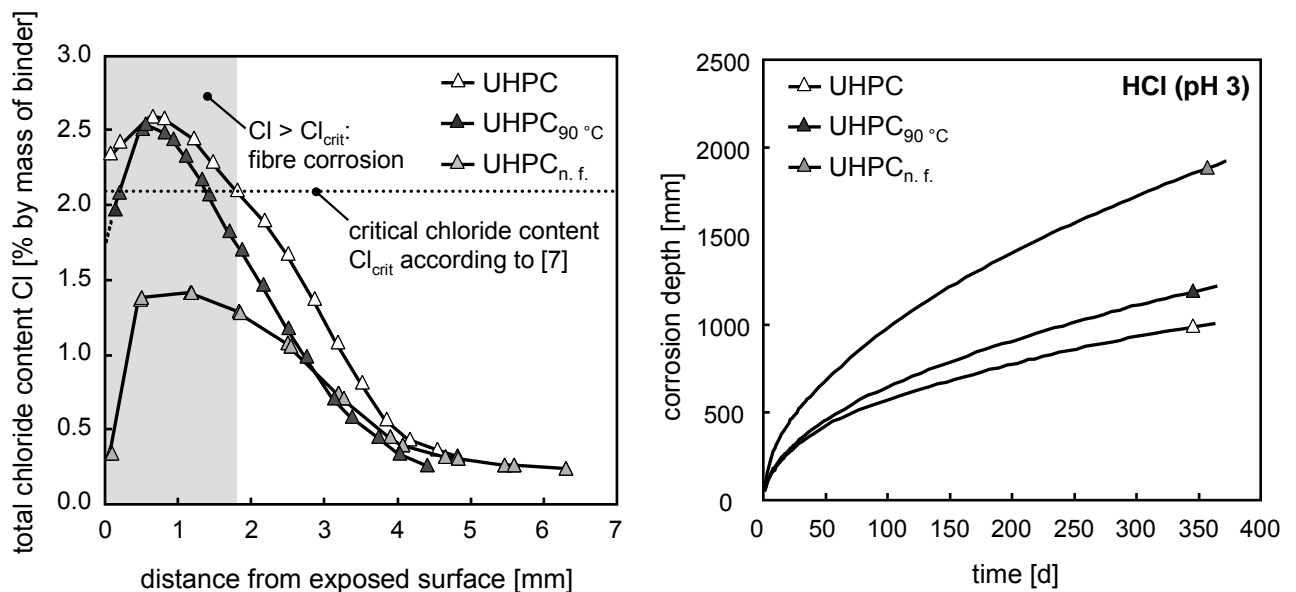 total chloride content Cl [% by mass of binder]
3.0
2.5
2.0
1.5
1.0
0.5
0.0
0 1 2 3 4 5 6 7
distance from exposed surface [mm]
UHPC
UHPC90 °C
UHPCn. f.
Cl > Clcrit:
fibre corrosion
critical chloride content
Clcrit according to [7]
corrosion depth [mm]
2500
2000
1500
1000
500
0
0 50 100 150 200 250 300 350 400
time [d]
UHPC
UHPC90 °C
UHPCn. f.
HCl (pH 3)